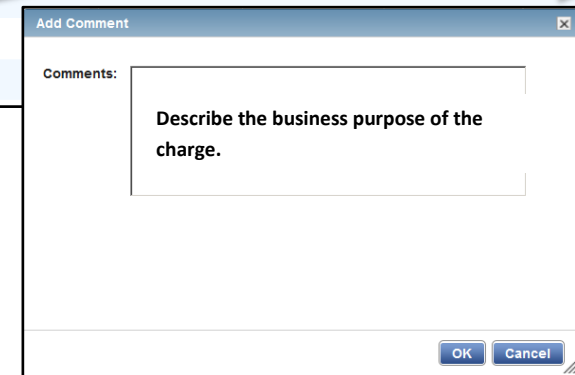 Add Comment
Comments:
Describe the business purpose of the
charge.
OK Cancel